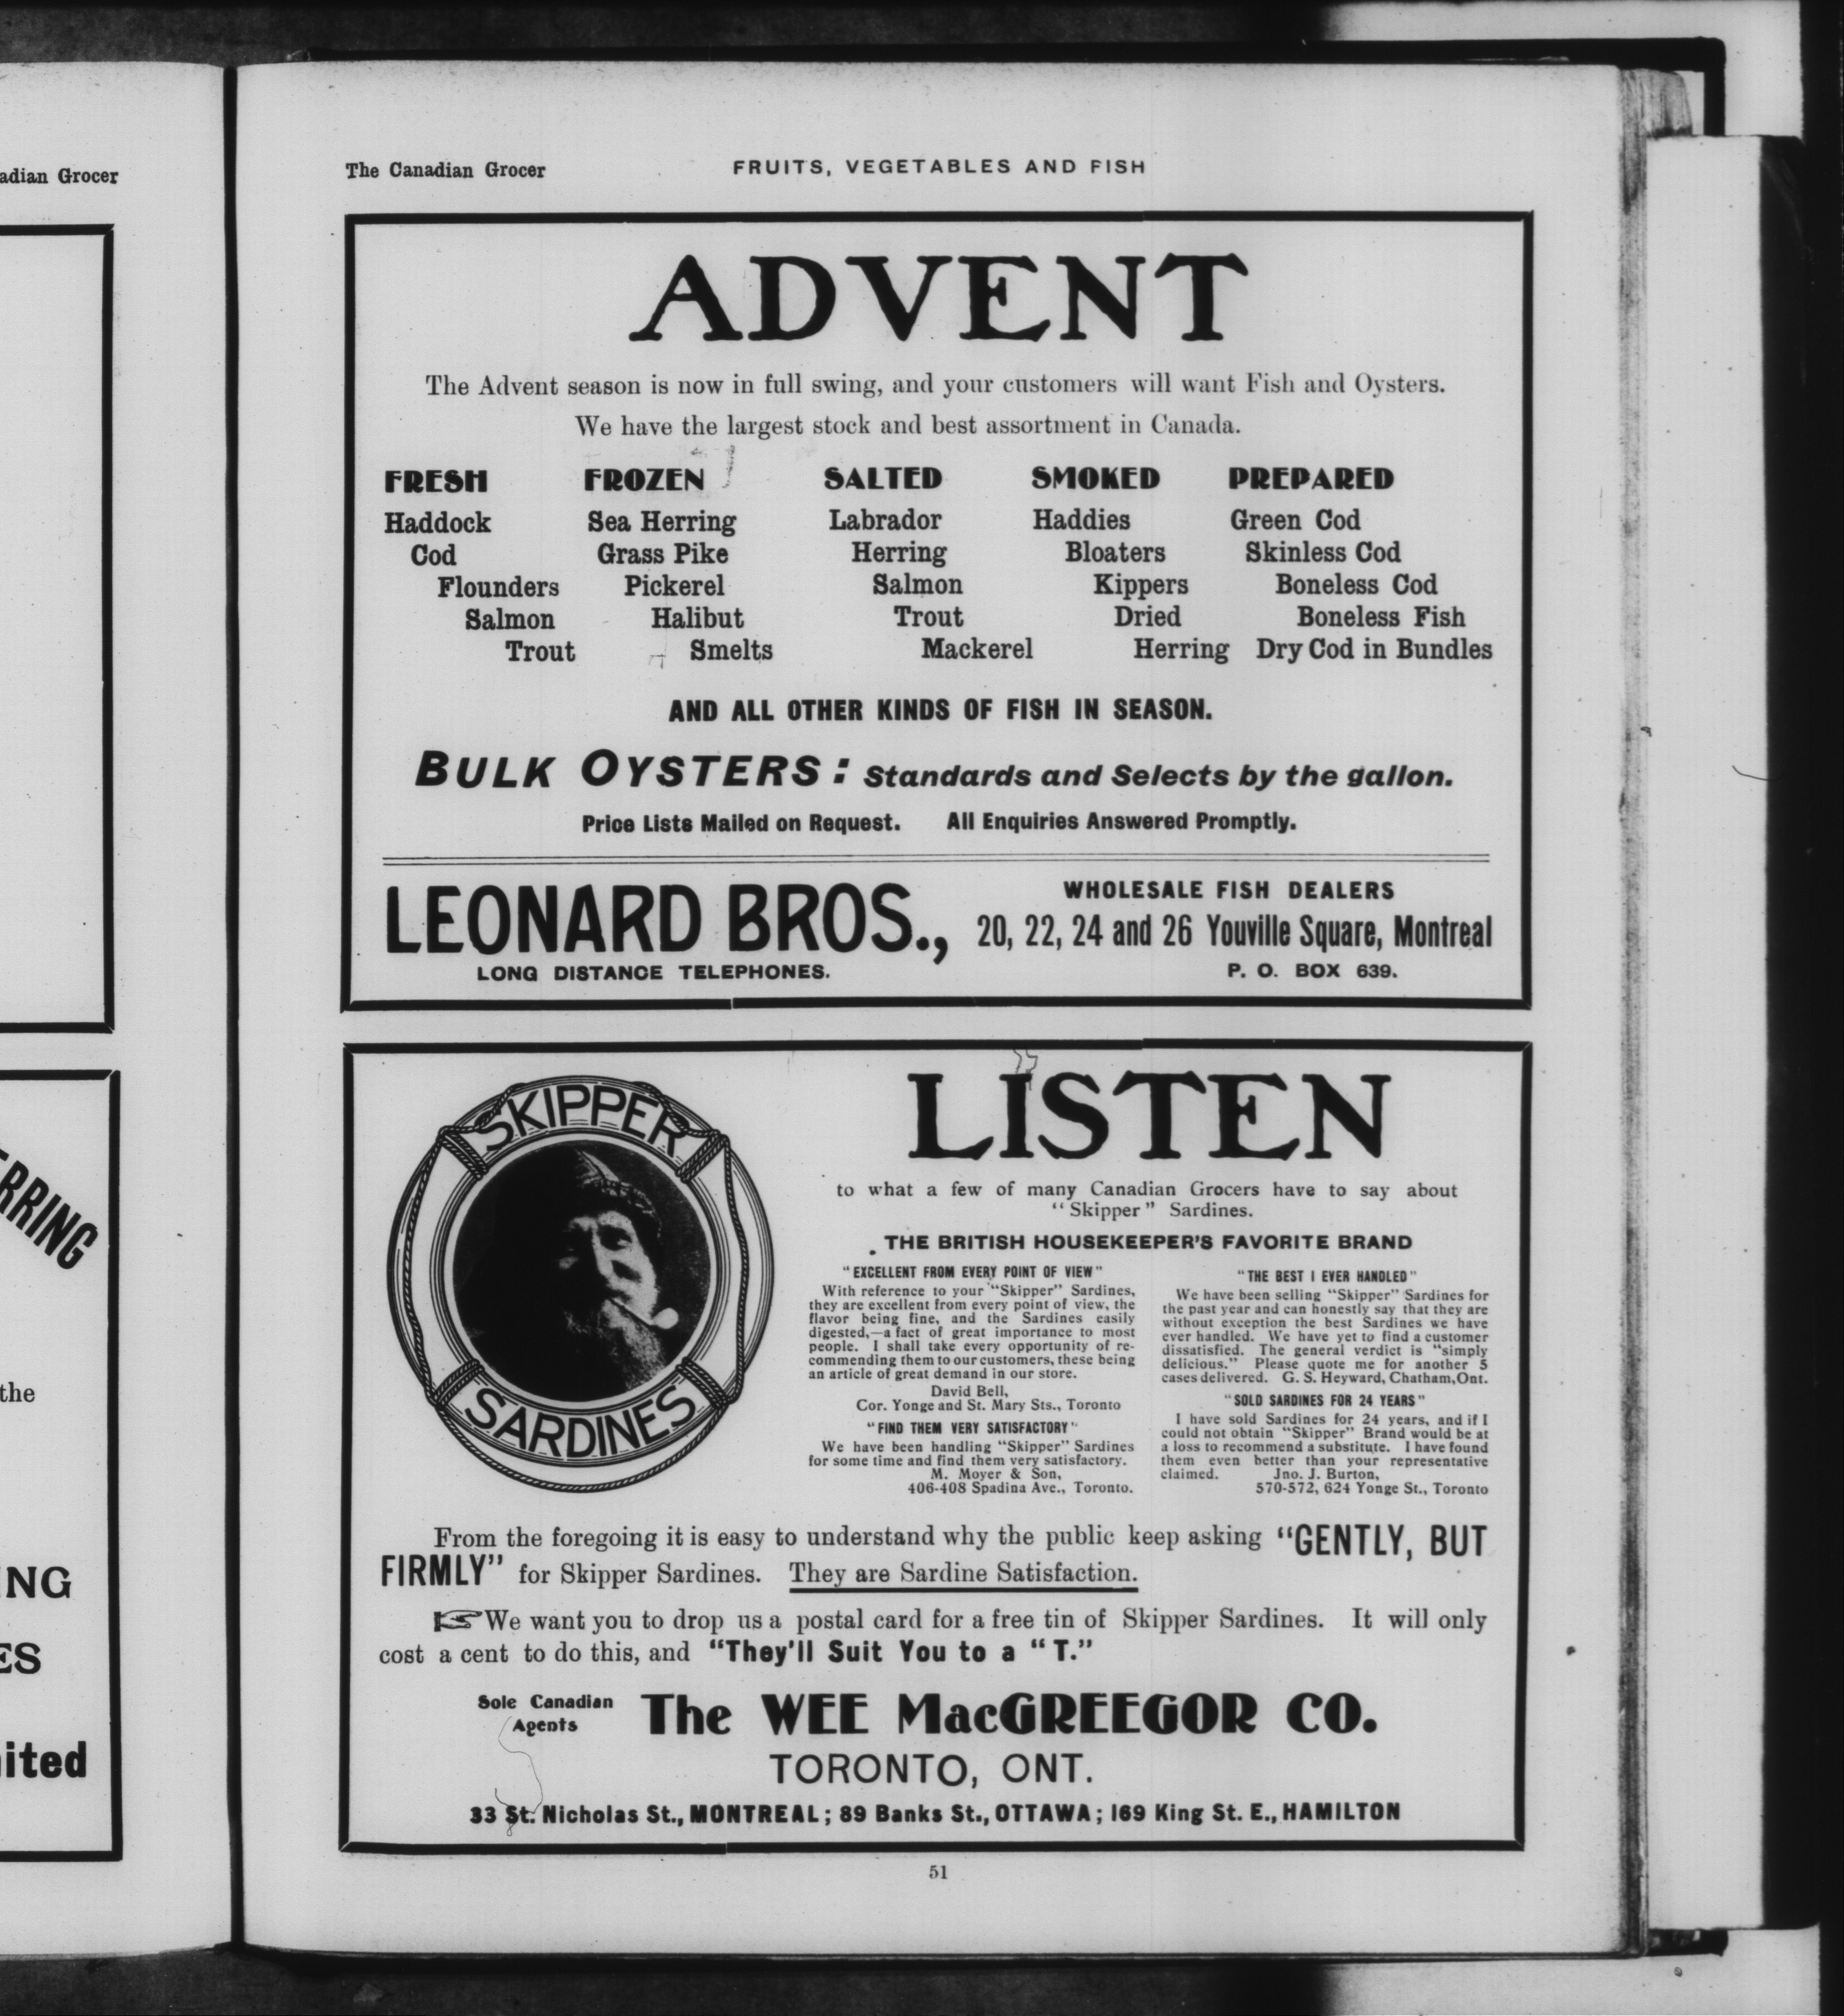 adian Grocer
RRING
the
NG
ES
ited
The Canadian Grocer
FRUITS, VEGETABLES AND FISH
ADVENT
The Advent season is now in full swing, and your customers will want Fish and Oysters.
We have the largest stock and best assortment in Canada.
FRESH FROZEN SALTED SMOKED PREPARED
Haddock Sea Herring Labrador Haddies Green Cod
Cod Grass Pike Herring Bloaters Skinless Cod
Flounders Pickerel Salmon Kippers Boneless Cod
Salmon Halibut Trout Dried Boneless Fish
Trout Smelts Mackerel Herring Dry Cod in Bundles
AND ALL OTHER KINDS OF FISH IN SEASON.
BULK OYSTERS: Standards and Selects by the gallon.
Price Lists Mailed on Request. All Enquiries Answered Promptly.
LEONARD BROS.,
LONG DISTANCE TELEPHONES.
WHOLESALE FISH DEALERS
20, 22, 24 and 26 Youville Square, Montreal
P. O. BOX 639.
SKIPPER
SARDINES
LISTEN
to what a few of many Canadian Grocers have to say about
"Skipper" Sardines.
THE BRITISH HOUSEKEEPER'S FAVORITE BRAND
"EXCELLENT FROM EVERY POINT OF VIEW"
With reference to your "Skipper" Sardines,
they are excellent from every point of view, the
flavor being fine, and the Sardines easily
digested,—a fact of great importance to most
people. I shall take every opportunity of re-
commending them to our customers, these being
an article of great demand in our store.
David Bell,
Cor. Yonge and St. Mary Sts., Toronto
"FIND THEM VERY SATISFACTORY"
We have been handling "Skipper" Sardines
for some time and find them very satisfactory.
M. Moyer & Son,
406-408 Spadina Ave., Toronto.
"THE BEST I EVER HANDLED"
We have been selling "Skipper" Sardines for
the past year and can honestly say that they are
without exception the best Sardines we have
ever handled. We have yet to find a customer
dissatisfied. The general verdict is "simply
delicious." Please quote me for another 5
cases delivered. G. S. Heyward, Chatham, Ont.
"SOLD SARDINES FOR 24 YEARS"
I have sold Sardines for 24 years, and if I
could not obtain "Skipper" Brand would be at
a loss to recommend a substitute. I have found
them even better than your representative
claimed. Jno. J. Burton,
570-572, 624 Yonge St., Toronto
From the foregoing it is easy to understand why the public keep asking "GENTLY, BUT
FIRMLY" for Skipper Sardines. They are Sardine Satisfaction.
☞We want you to drop us a postal card for a free tin of Skipper Sardines. It will only
cost a cent to do this, and "They'll Suit You to a "T."
Sole Canadian
Agents
The WEE MacGREEGOR CO.
TORONTO, ONT.
33 St. Nicholas St., MONTREAL; 89 Banks St., OTTAWA; 169 King St. E., HAMILTON
51